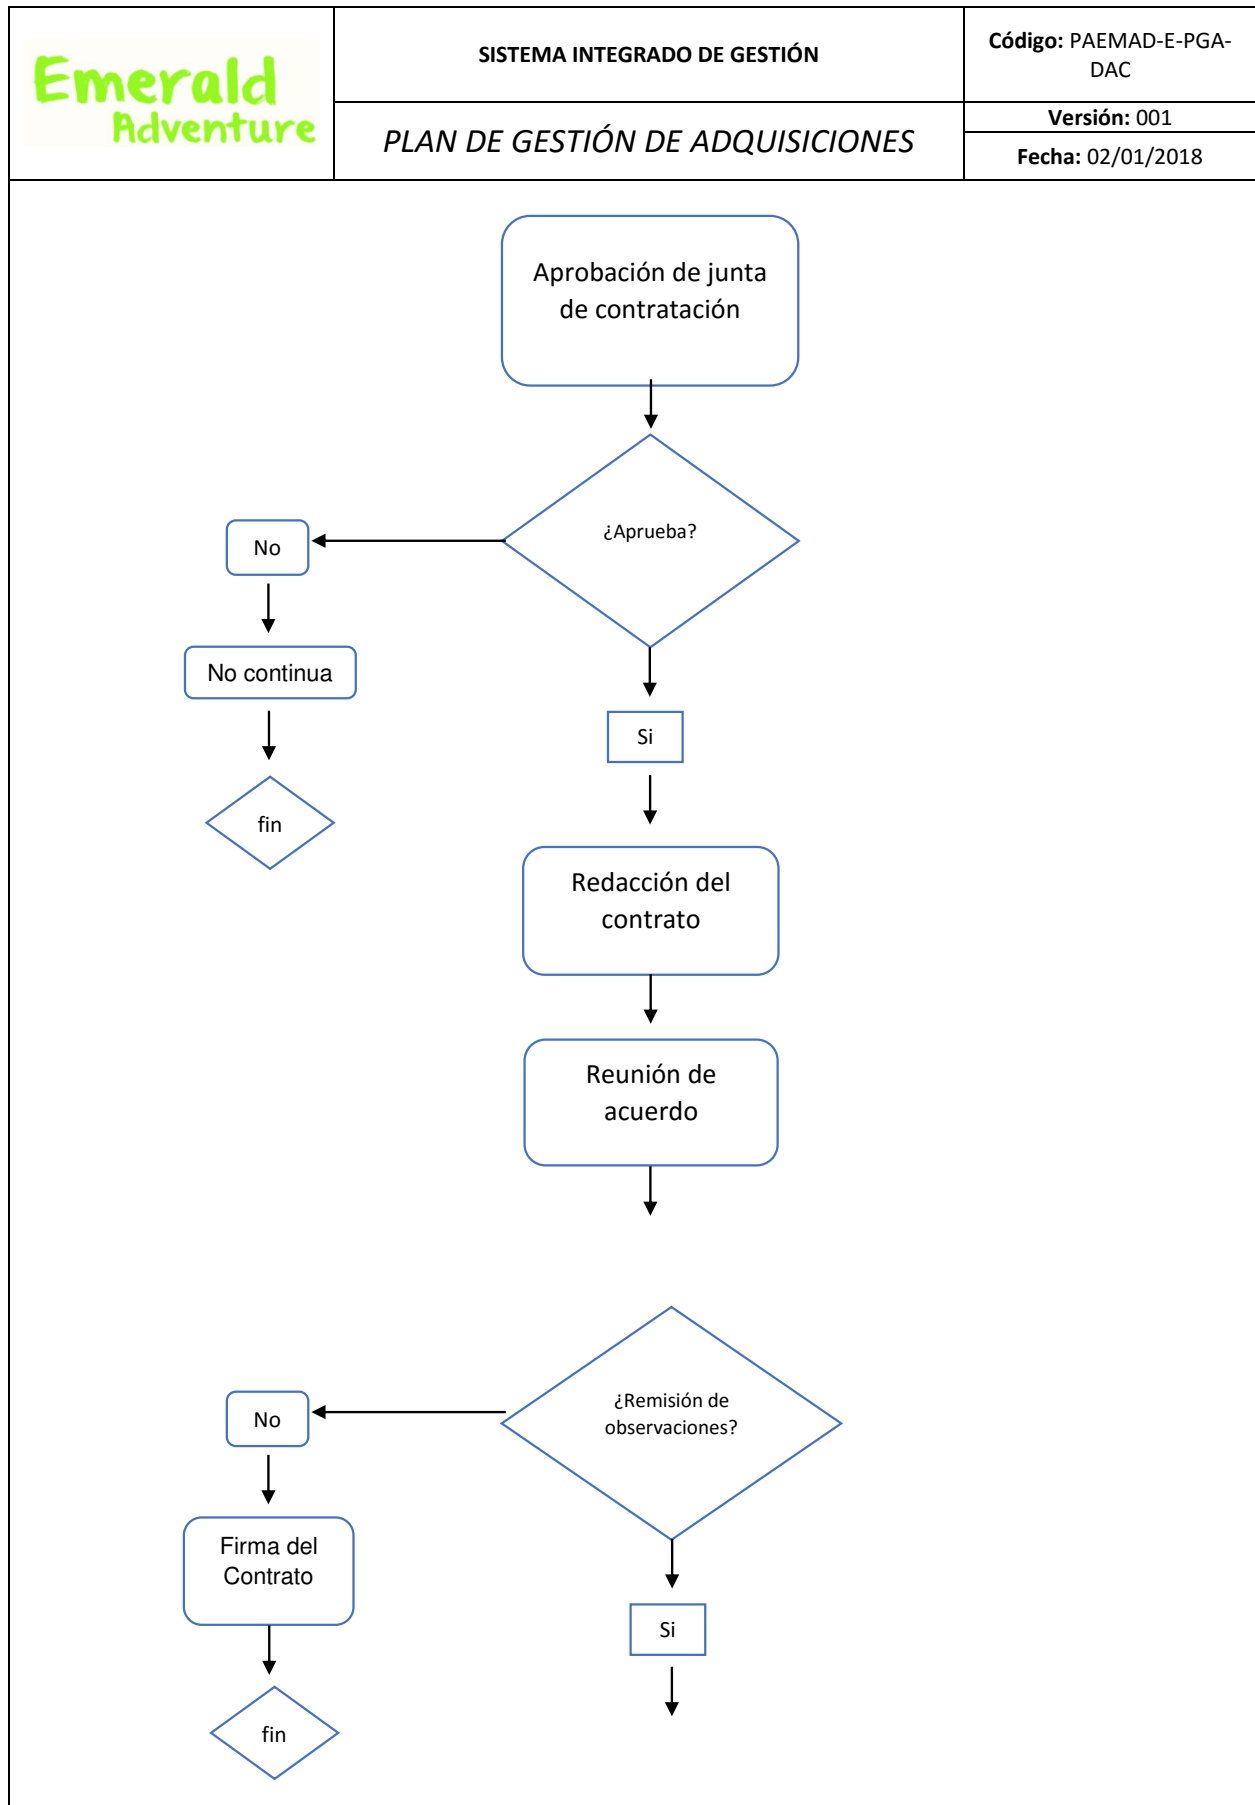 Emerald
Adventure
SISTEMA INTEGRADO DE GESTIÓN
Código: PAEMAD-E-PGA-
DAC
PLAN DE GESTIÓN DE ADQUISICIONES
Versión: 001
Fecha: 02/01/2018
Aprobación de junta
de contratación
¿Aprueba?
No
No continua
Si
fin
Redacción del
contrato
Reunión de
acuerdo
¿Remisión de
observaciones?
No
Firma del
Contrato
Si
fin